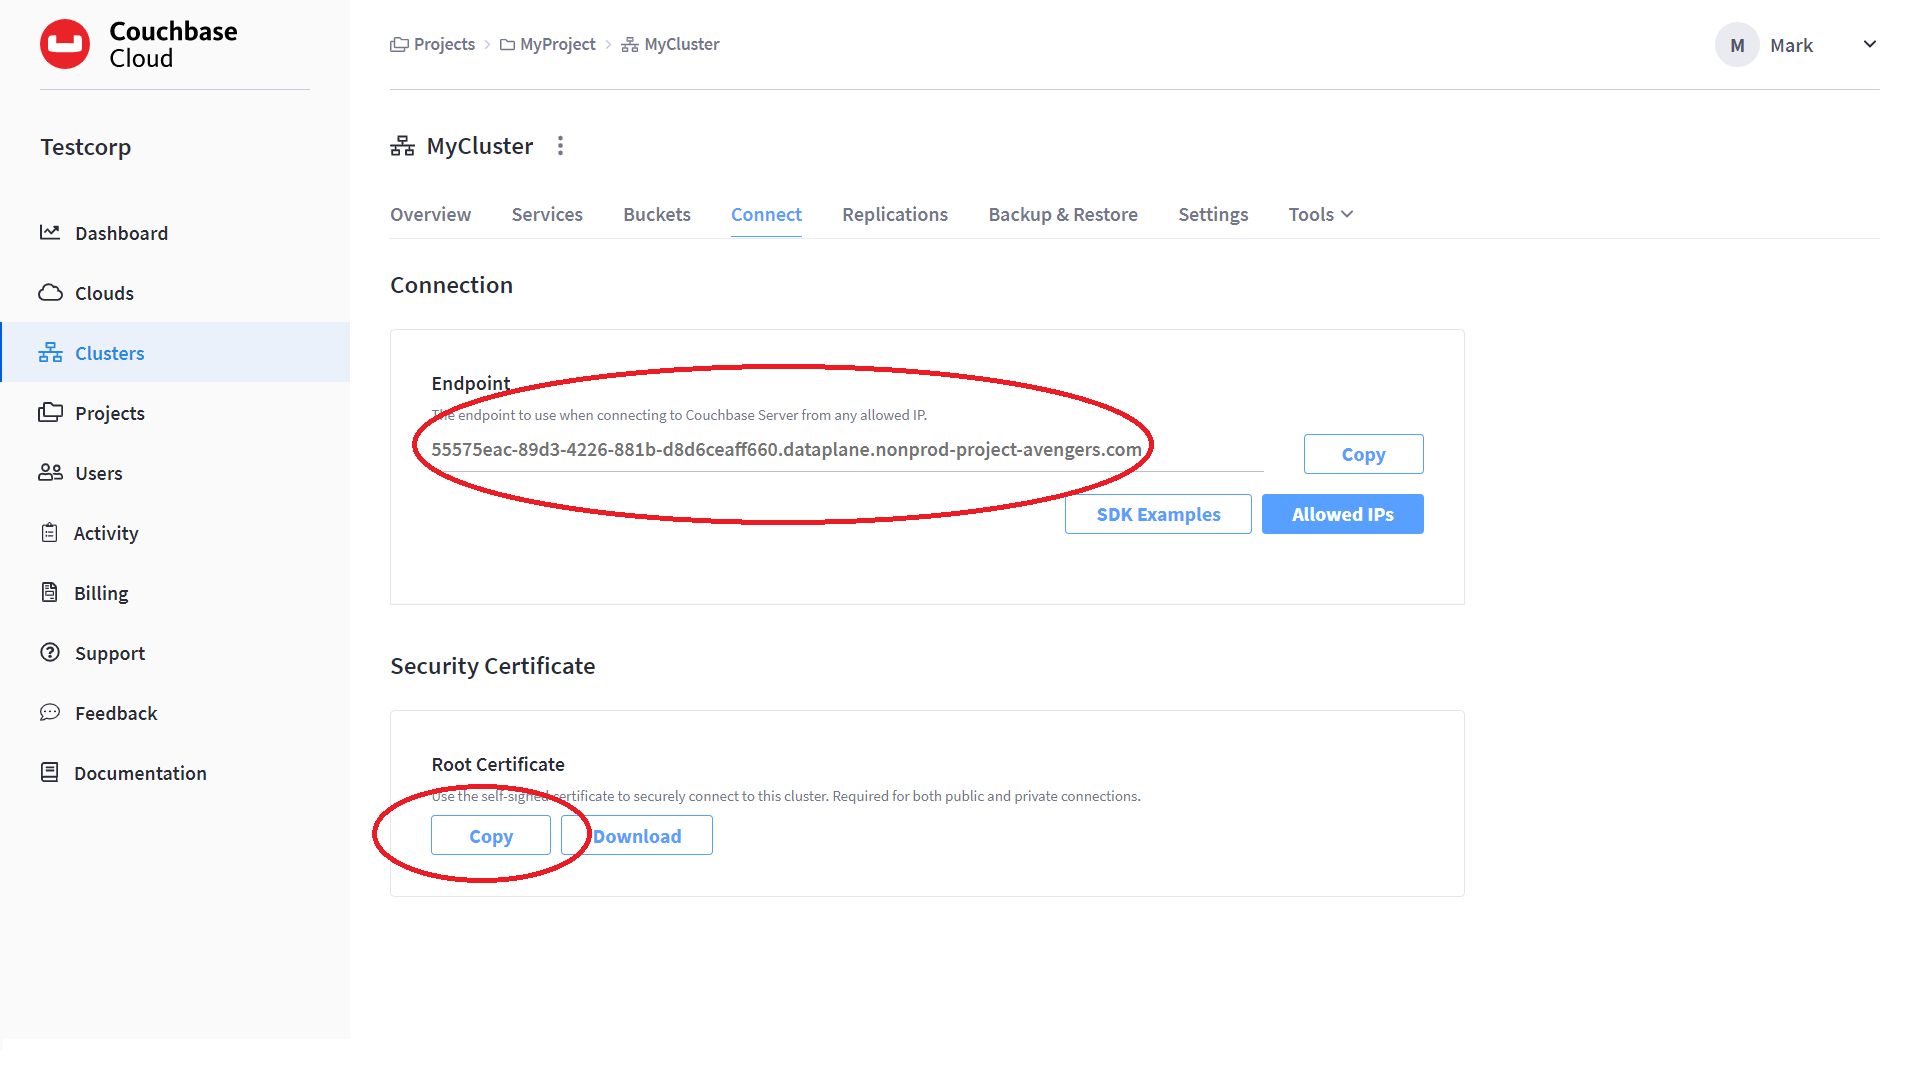 Couchbase
Cloud
Projects
MyProject
MyCluster
M
Mark
Testcorp
Dashboard
Clouds
Clusters
Projects
Users
Activity
Billing
Support
Feedback
Documentation
MyCluster
Overview
Services
Buckets
Connect
Replications
Backup & Restore
Settings
Tools
Connection
Endpoint
The endpoint to use when connecting to Couchbase Server from any allowed IP.
55575eac-89d3-4226-881b-d8d6ceaff660.dataplane.nonprod-project-avengers.com
Copy
SDK Examples
Allowed IPs
Security Certificate
Root Certificate
Use the self-signed certificate to securely connect to this cluster. Required for both public and private connections.
Copy
Download